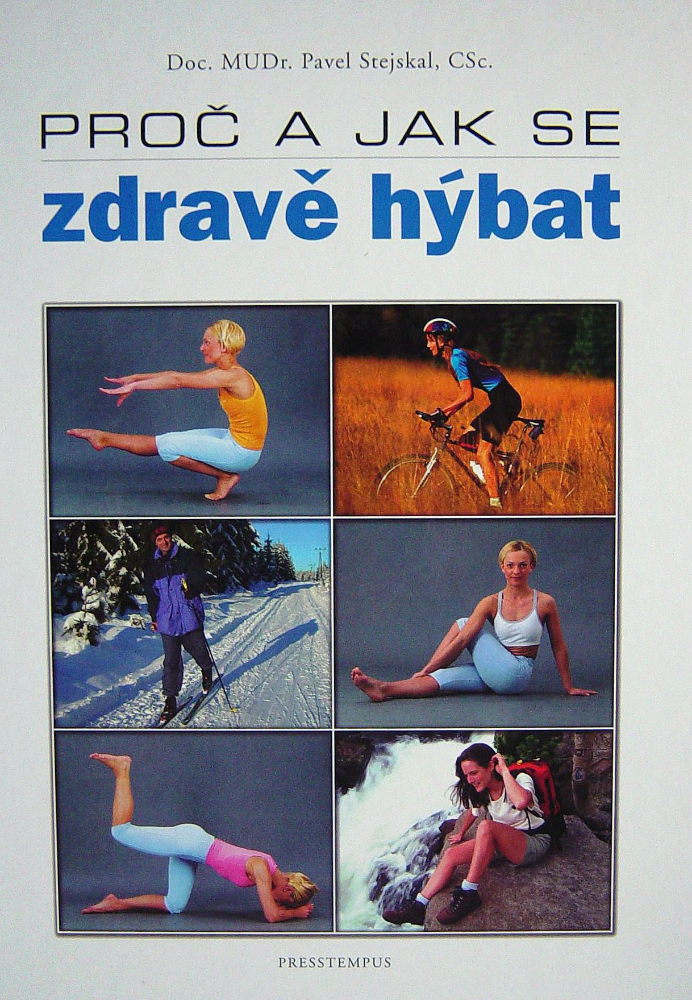 Doc. MUDr. Pavel Stejskal, CSc.
PROČ A JAK SE
zdravě hýbat
PRESSTEMPUS